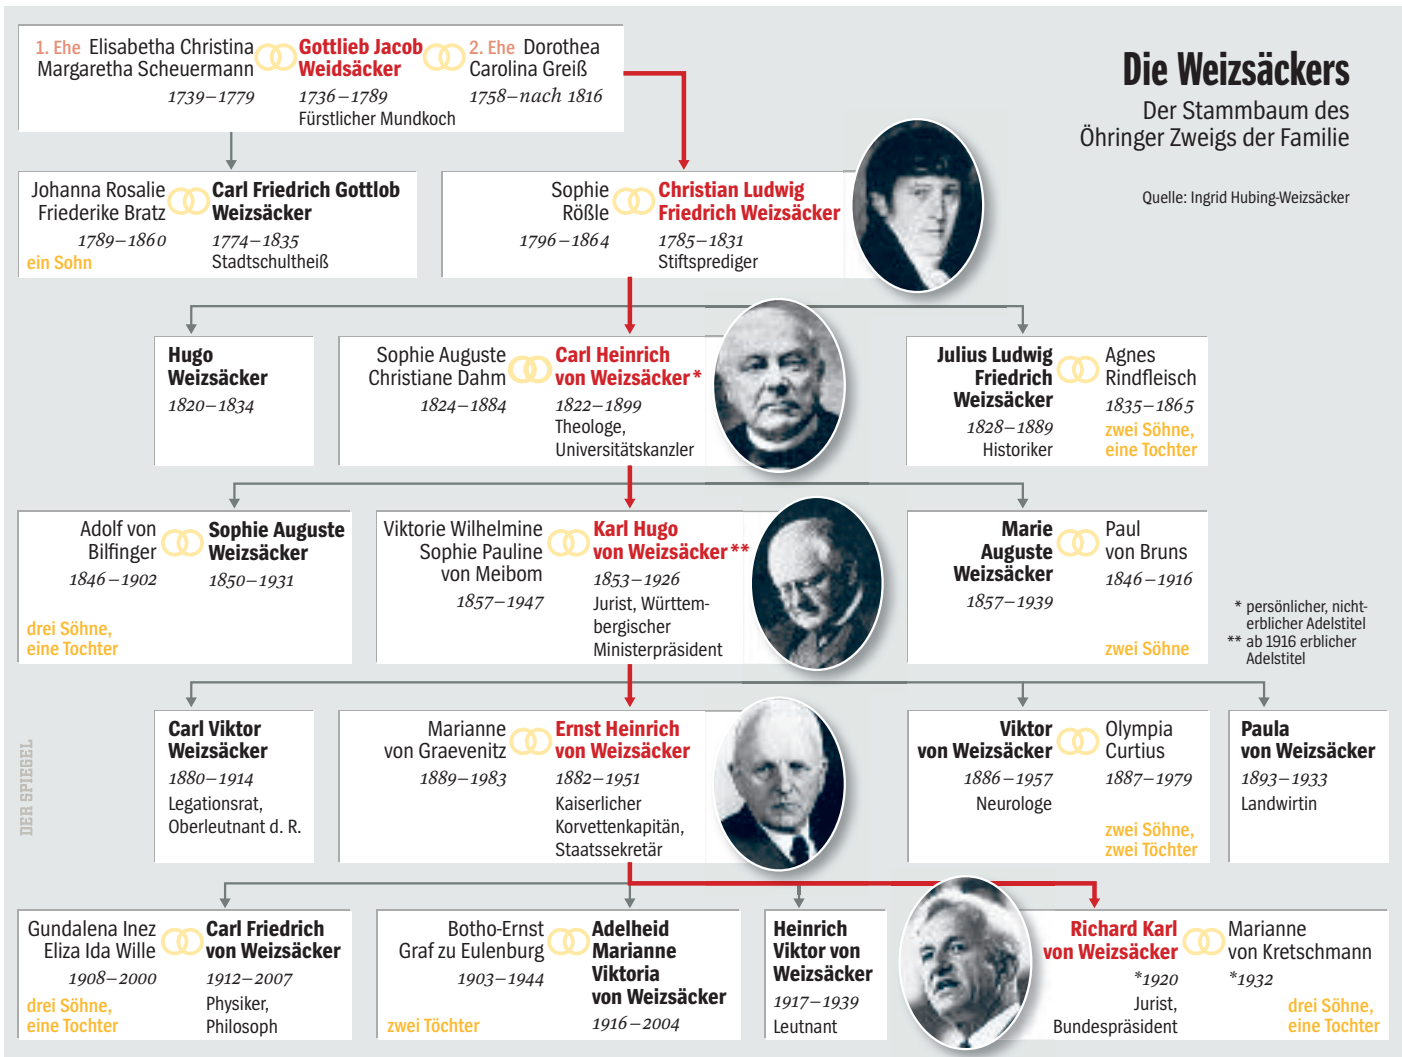 Die Weizsäckers
Der Stammbaum des
Öhringer Zweigs der Familie
Quelle: Ingrid Hubing-Weizsäcker
1. Ehe Elisabetha Christina
Margaretha Scheuermann
1739–1779
Gottlieb Jacob
Weidsäcker
1736–1789
Fürstlicher Mundkoch
2. Ehe Dorothea
Carolina Greiß
1758–nach 1816
Johanna Rosalie
Friederike Bratz
1789–1860
ein Sohn
Carl Friedrich Gottlob
Weizsäcker
1774–1835
Stadtschultheiß
Sophie
Rößle
1796–1864
Christian Ludwig
Friedrich Weizsäcker
1785–1831
Stiftsprediger
Hugo
Weizsäcker
1820–1834
Sophie Auguste
Christiane Dahm
1824–1884
Carl Heinrich
von Weizsäcker*
1822–1899
Theologe,
Universitätskanzler
Julius Ludwig
Friedrich
Weizsäcker
1828–1889
Historiker
Agnes
Rindfleisch
1835–1865
zwei Söhne,
eine Tochter
Adolf von
Bilfinger
1846–1902
drei Söhne,
eine Tochter
Sophie Auguste
Weizsäcker
1850–1931
Viktorie Wilhelmine
Sophie Pauline
von Meibom
1857–1947
Karl Hugo
von Weizsäcker**
1853–1926
Jurist, Württem-
bergischer
Ministerpräsident
Marie
Auguste
Weizsäcker
1857–1939
Paul
von Bruns
1846–1916
zwei Söhne
* persönlicher, nicht-
erblicher Adelstitel
** ab 1916 erblicher
Adelstitel
Carl Viktor
Weizsäcker
1880–1914
Legationsrat,
Oberleutnant d. R.
Marianne
von Graevenitz
1889–1983
Ernst Heinrich
von Weizsäcker
1882–1951
Kaiserlicher
Korvettenkapitän,
Staatssekretär
Viktor
von Weizsäcker
1886–1957
Neurologe
Olympia
Curtius
1887–1979
zwei Söhne,
zwei Töchter
Paula
von Weizsäcker
1893–1933
Landwirtin
DER SPIEGEL
Gundalena Inez
Eliza Ida Wille
1908–2000
drei Söhne,
eine Tochter
Carl Friedrich
von Weizsäcker
1912–2007
Physiker,
Philosoph
Botho-Ernst
Graf zu Eulenburg
1903–1944
zwei Töchter
Adelheid
Marianne
Viktoria
von Weizsäcker
1916–2004
Heinrich
Viktor von
Weizsäcker
1917–1939
Leutnant
Richard Karl
von Weizsäcker
*1920
Jurist,
Bundespräsident
Marianne
von Kretschmann
*1932
drei Söhne,
eine Tochter